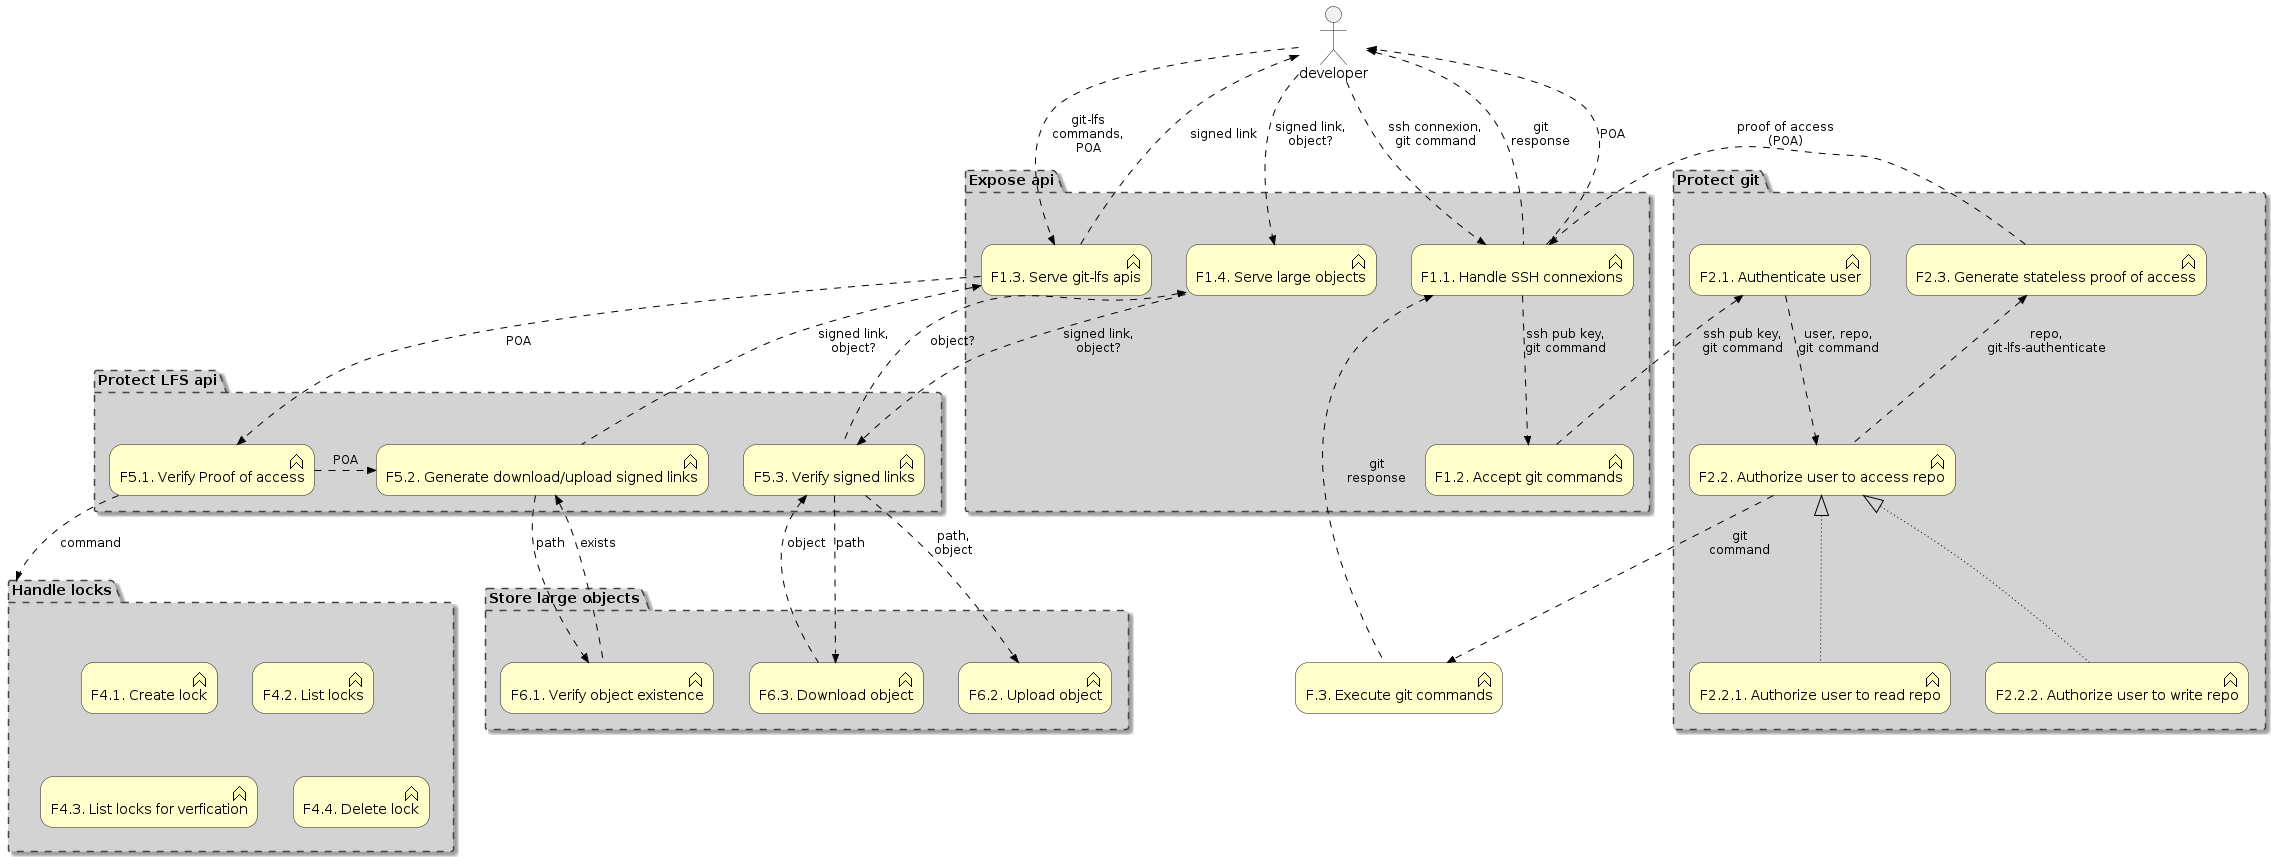 developer
git-lfs
commands,
POA
signed link
signed link,
object?
ssh connexion,
git command
git
response
POA
proof of access
(POA)
Expose api
Protect git
F1.3. Serve git-lfs apis
F1.4. Serve large objects
F1.1. Handle SSH connexions
F2.1. Authenticate user
F2.3. Generate stateless proof of access
POA
signed link,
object?
object?
signed link,
object?
ssh pub key,
git command
ssh pub key,
git command
user, repo,
git command
repo,
git-lfs-authenticate
Protect LFS api
F5.1. Verify Proof of access
POA
F5.2. Generate download/upload signed links
F5.3. Verify signed links
git
response
F1.2. Accept git commands
F2.2. Authorize user to access repo
command
path
exists
object
path
path,
object
git
command
Handle locks
Store large objects
F4.1. Create lock
F4.2. List locks
F6.1. Verify object existence
F6.3. Download object
F6.2. Upload object
F.3. Execute git commands
F2.2.1. Authorize user to read repo
F2.2.2. Authorize user to write repo
F4.3. List locks for verfication
F4.4. Delete lock